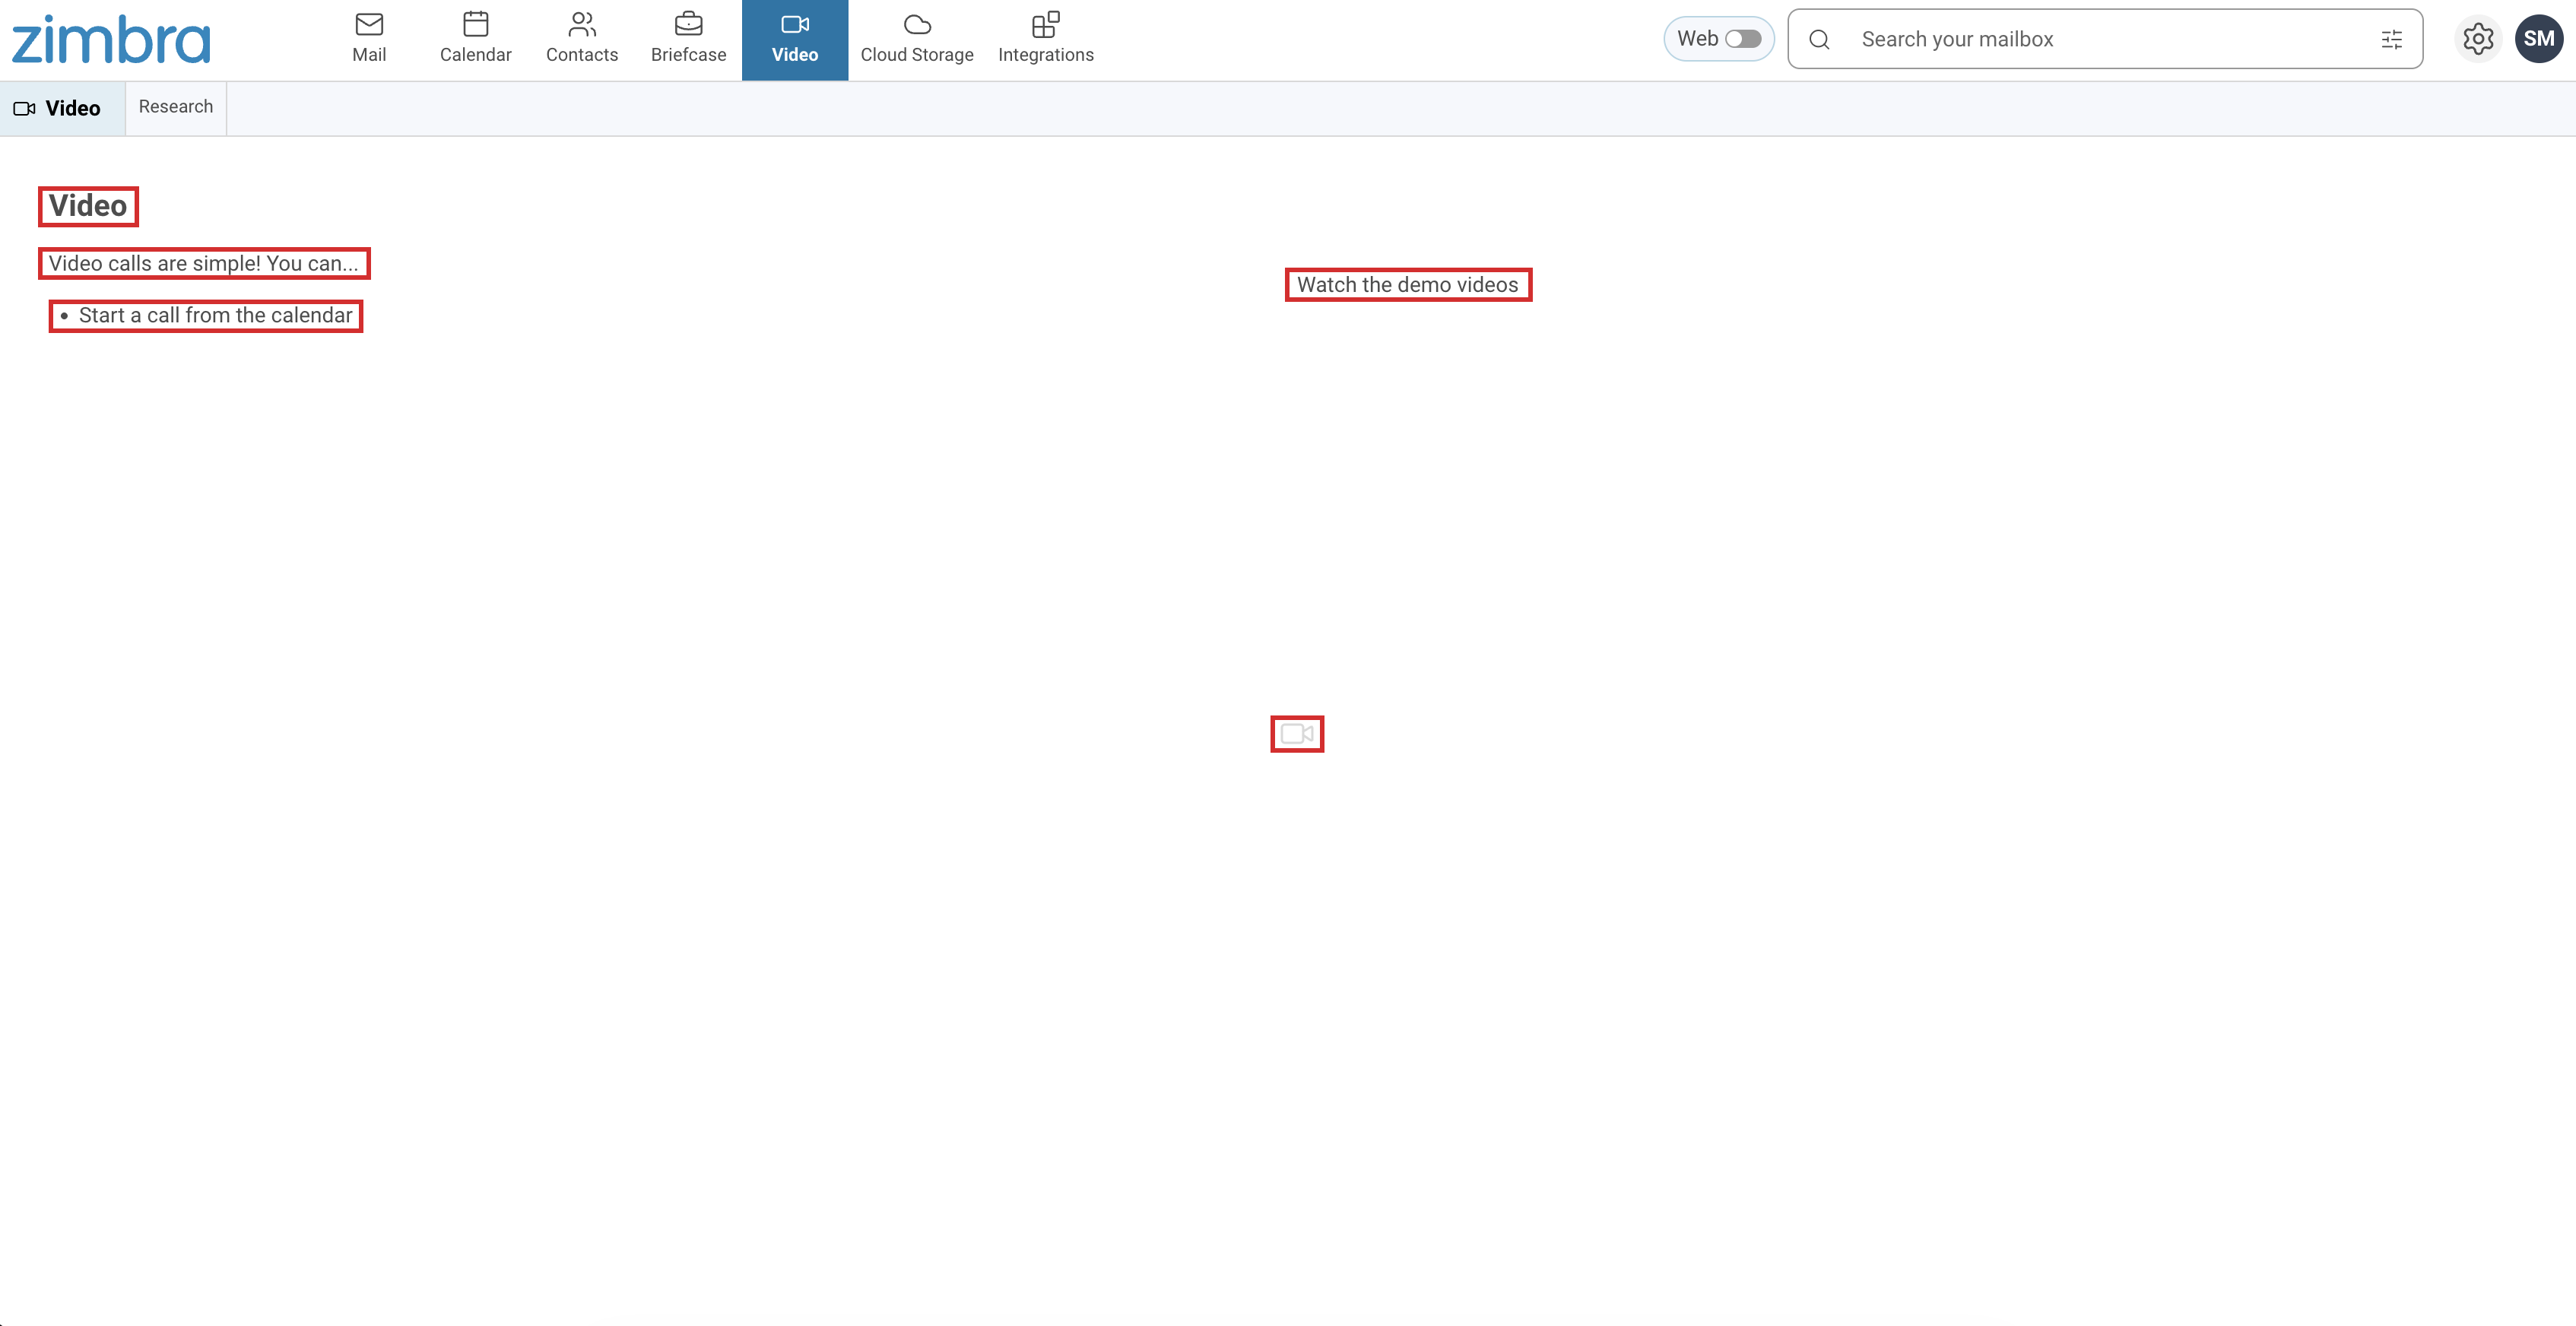 zimbra
Mail
Calendar
Contacts
Briefcase
Video
Cloud Storage
Integrations
Web
Search your mailbox
SM
Video
Research
Video
Video calls are simple! You can...
• Start a call from the calendar
Watch the demo videos